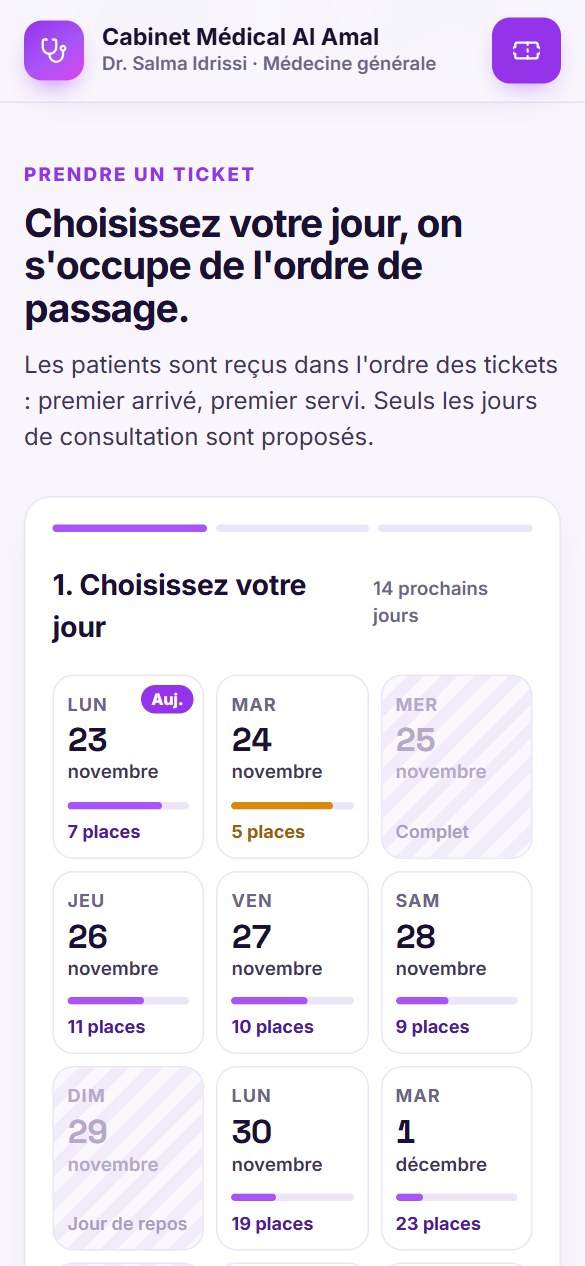 Cabinet Médical Al Amal
Dr. Salma Idrissi · Médecine générale
PRENDRE UN TICKET
Choisissez votre jour, on
s'occupe de l'ordre de
passage.
Les patients sont reçus dans l'ordre des tickets
: premier arrivé, premier servi. Seuls les jours
de consultation sont proposés.
1. Choisissez votre
jour
14 prochains
jours
LUN
Auj.
23
novembre
7 places
MAR
24
novembre
5 places
MER
25
novembre
Complet
JEU
26
novembre
11 places
VEN
27
novembre
10 places
SAM
28
novembre
9 places
DIM
29
novembre
Jour de repos
LUN
30
novembre
19 places
MAR
1
décembre
23 places